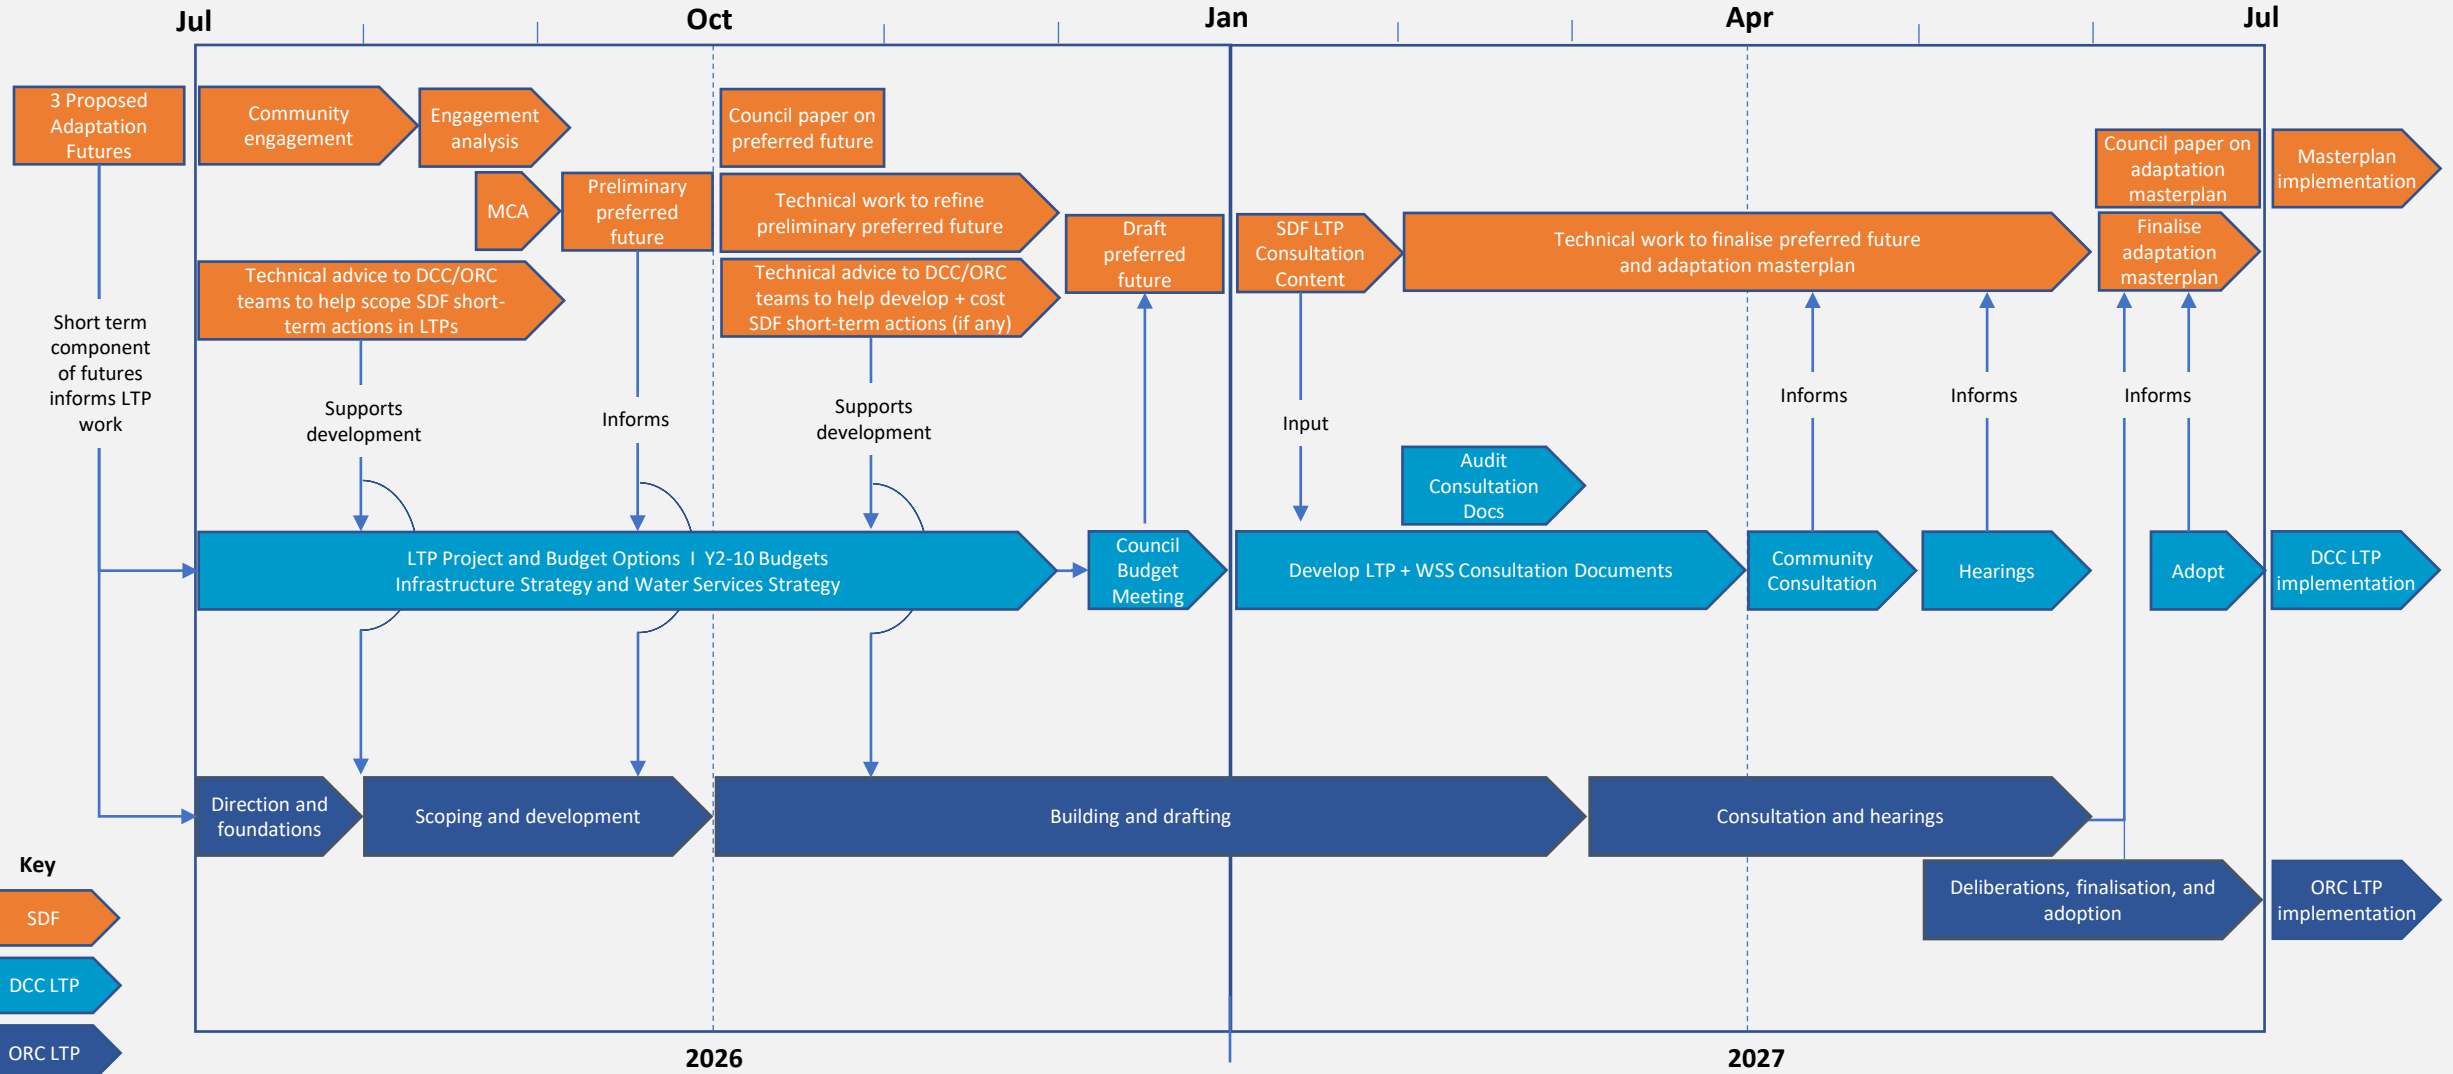 Jul
Oct
Jan
Apr
Jul
3 Proposed
Adaptation
Futures
Community
engagement
Engagement
analysis
MCA
Preliminary
preferred
future
Council paper on
preferred future
Technical work to refine
preliminary preferred future
Technical advice to DCC/ORC
teams to help scope SDF short-
term actions in LTPs
Technical advice to DCC/ORC
teams to help develop + cost
SDF short-term actions (if any)
Draft
preferred
future
SDF LTP
Consultation
Content
Technical work to finalise preferred future
and adaptation masterplan
Council paper on
adaptation
masterplan
Finalise
adaptation
masterplan
Masterplan
implementation
Short term
component
of futures
informs LTP
work
Supports
development
Informs
Supports
development
Input
Informs
Informs
Informs
Audit
Consultation
Docs
LTP Project and Budget Options I Y2-10 Budgets
Infrastructure Strategy and Water Services Strategy
Council
Budget
Meeting
Develop LTP + WSS Consultation Documents
Community
Consultation
Hearings
Adopt
DCC LTP
implementation
Direction and
foundations
Scoping and development
Building and drafting
Consultation and hearings
Deliberations, finalisation, and
adoption
ORC LTP
implementation
Key
SDF
DCC LTP
ORC LTP
2026
2027